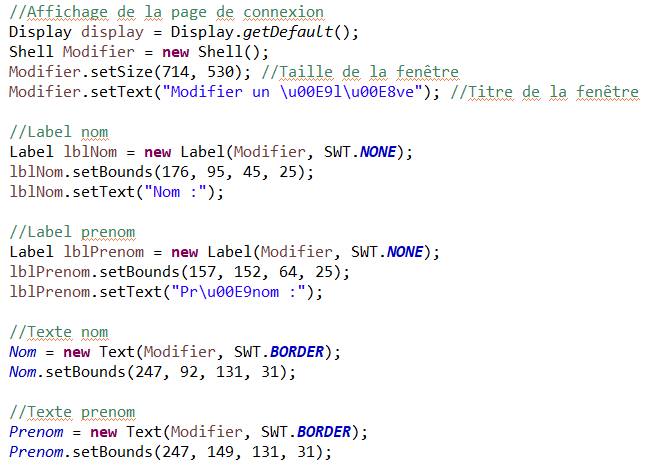 //Affichage de la page de connexion
Display display = Display.getDefault();
Shell Modifier = new Shell();
Modifier.setSize(714, 530); //Taille de la fenêtre
Modifier.setText("Modifier un \u00E9l\u00E8ve"); //Titre de la fenêtre
//Label nom
Label lblNom = new Label(Modifier, SWT.NONE);
lblNom.setBounds(176, 95, 45, 25);
lblNom.setText("Nom :");
//Label prenom
Label lblPrenom = new Label(Modifier, SWT.NONE);
lblPrenom.setBounds(157, 152, 64, 25);
lblPrenom.setText("Pr\u00E9nom :");
//Texte nom
Nom = new Text(Modifier, SWT.BORDER);
Nom.setBounds(247, 92, 131, 31);
//Texte prenom
Prenom = new Text(Modifier, SWT.BORDER);
Prenom.setBounds(247, 149, 131, 31);